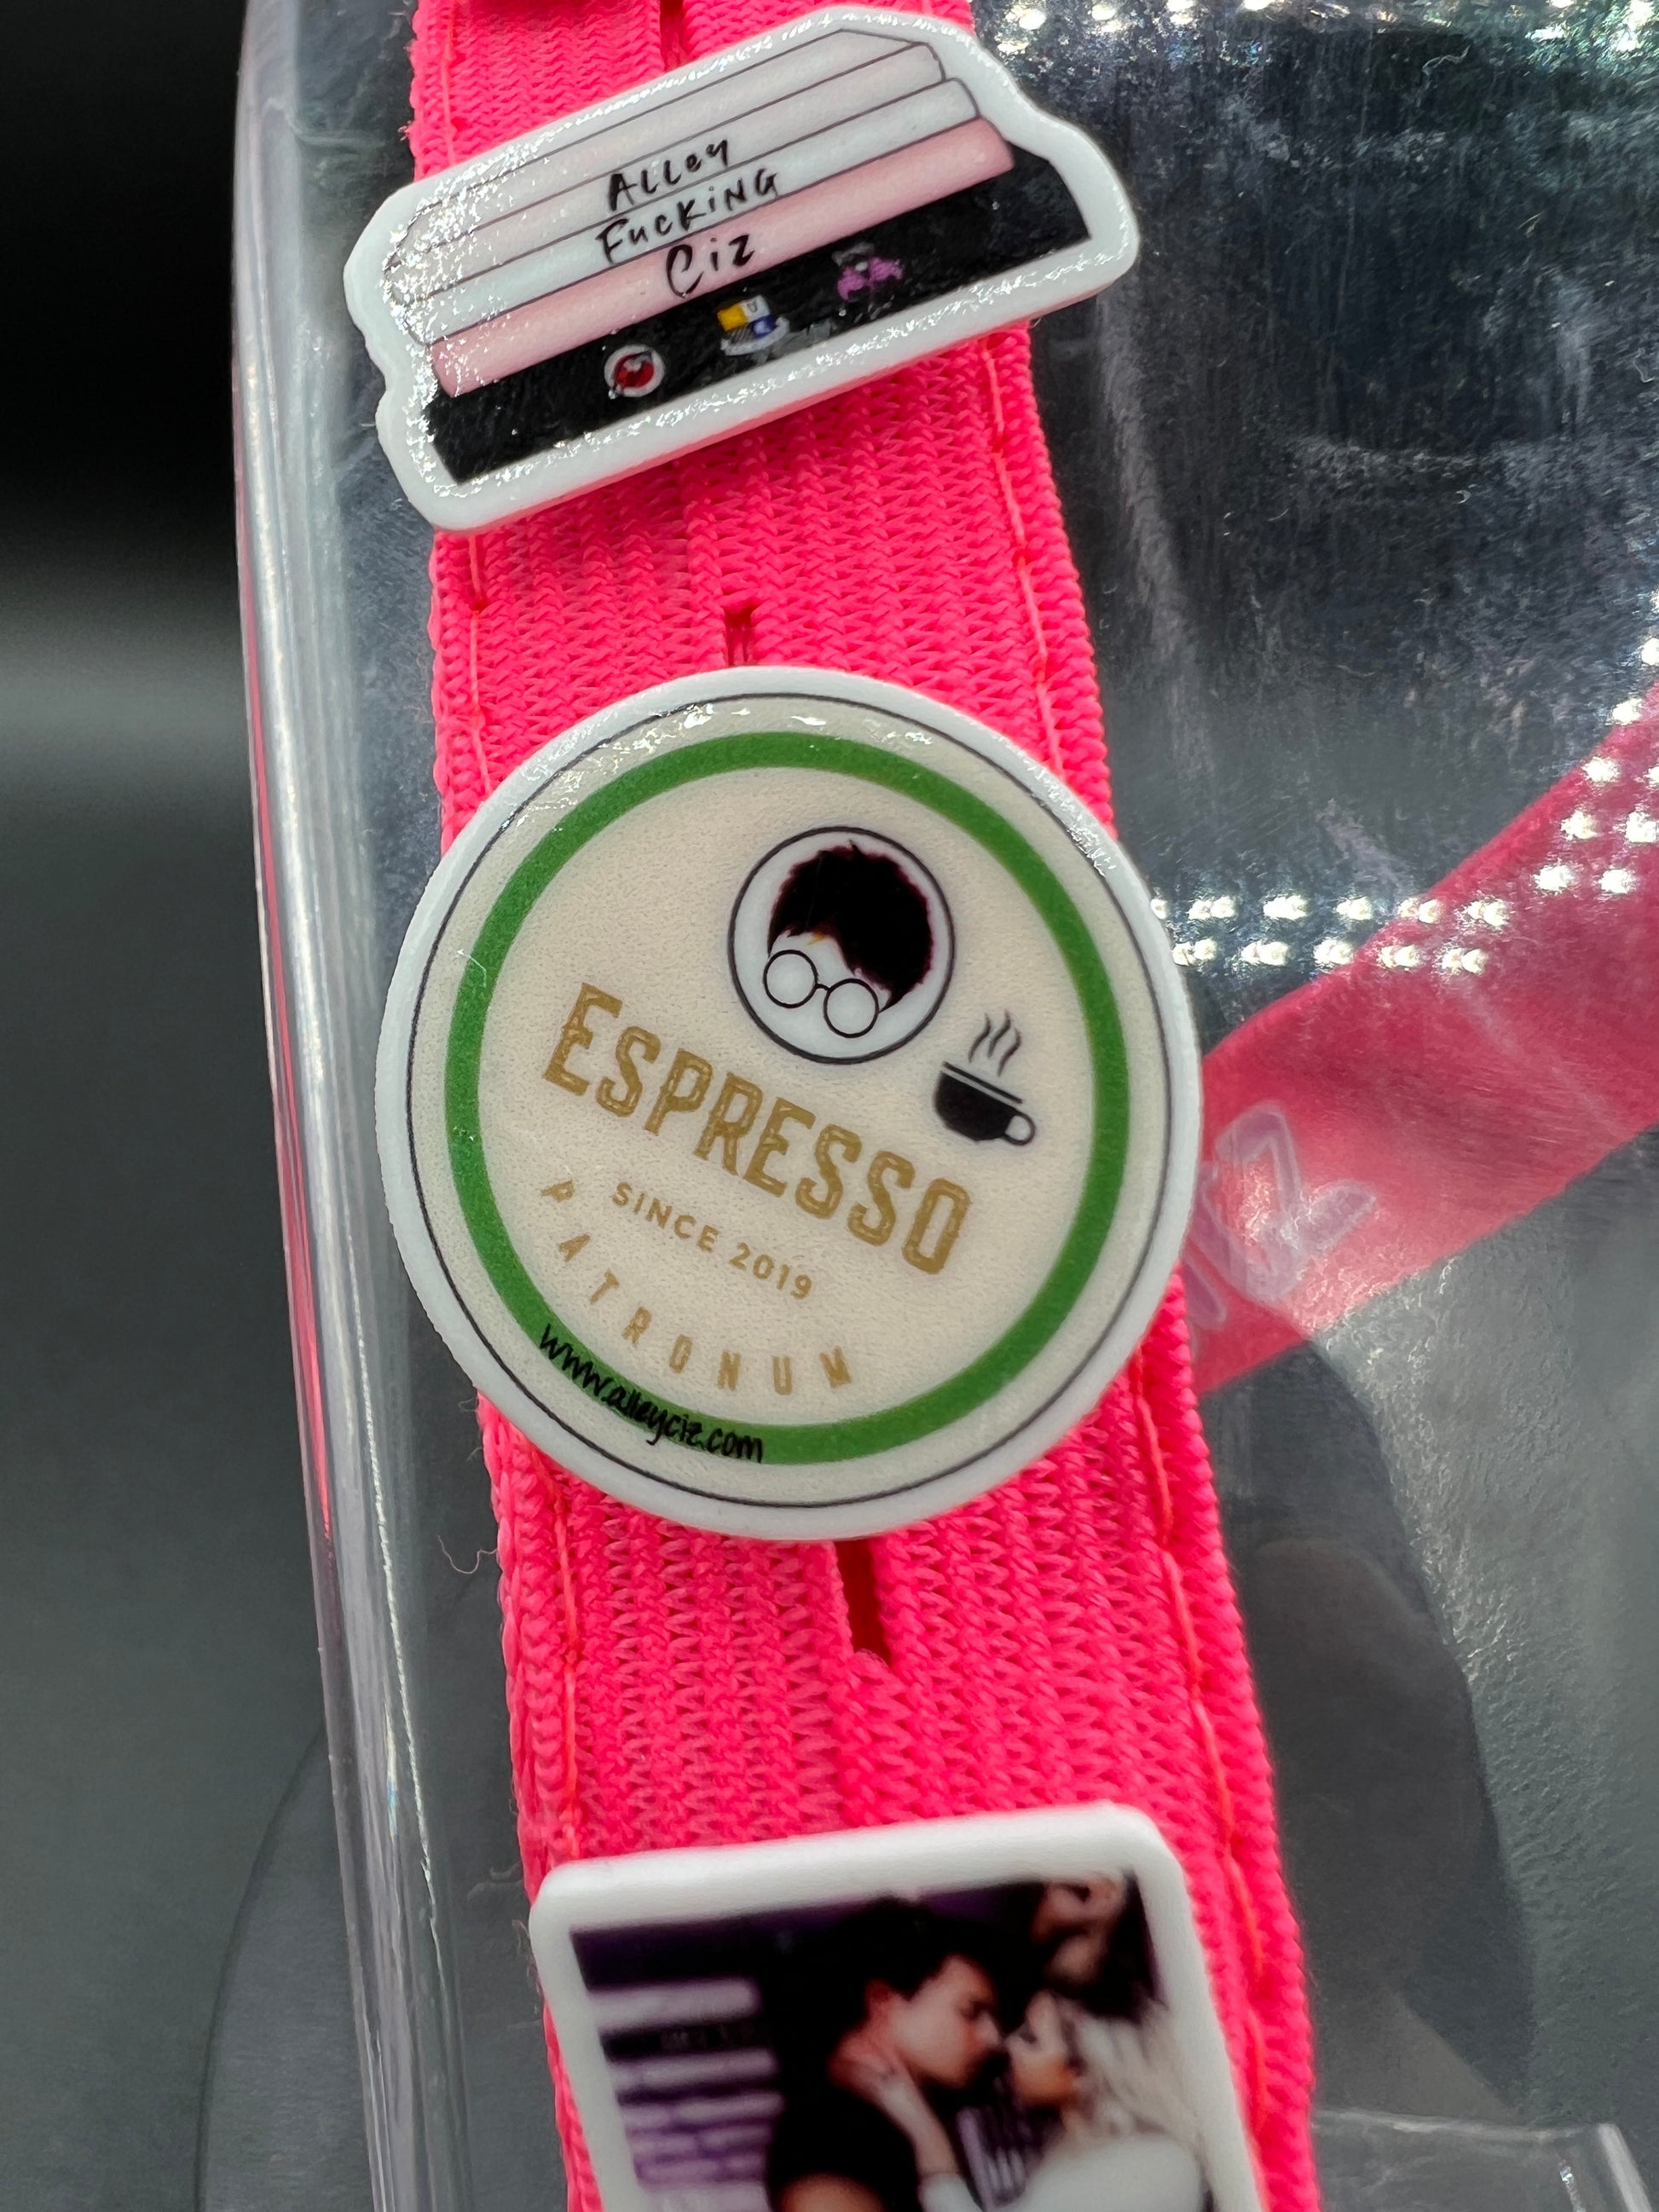 ALLey
FucKiNG
Ciz
ESPRESSO
SINCE 2019
PATRONUM
www.alleyciz.com